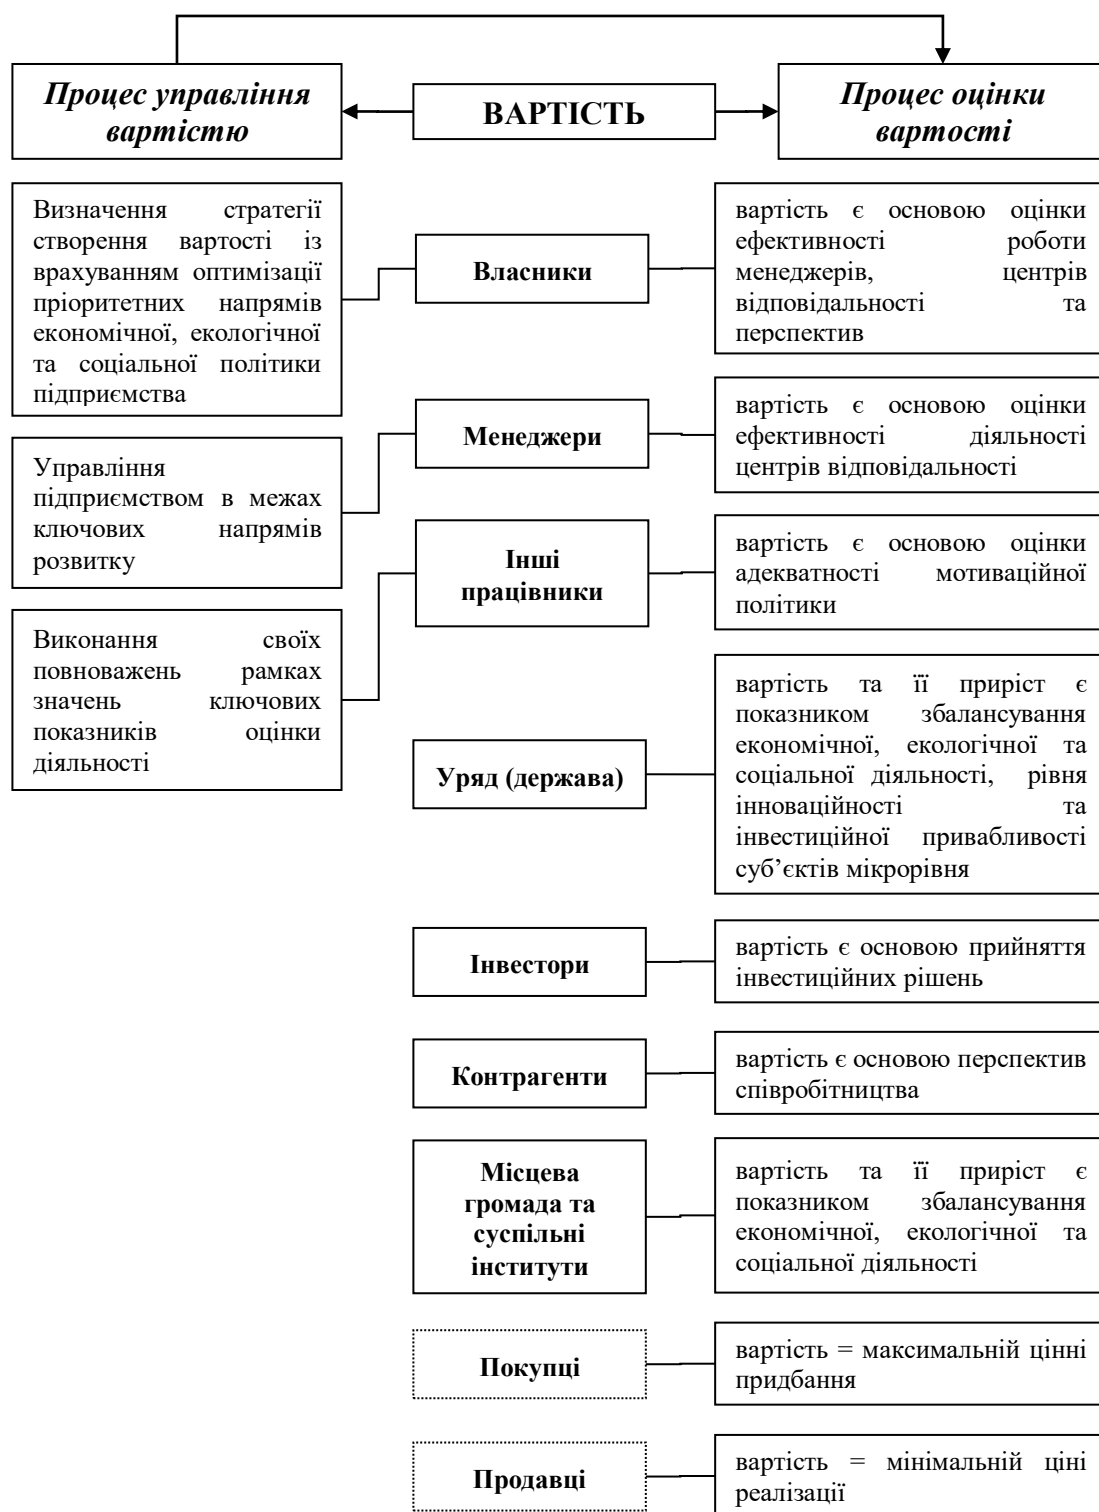 Процес управління
вартістю
ВАРТІСТЬ
Процес оцінки
вартості
Визначення стратегії
створення вартості із
врахуванням оптимізації
пріоритетних напрямів
економічної, екологічної
та соціальної політики
підприємства
Власники
вартість є основою оцінки
ефективності роботи
менеджерів, центрів
відповідальності та
перспектив
Управління
підприємством в межах
ключових напрямів
розвитку
Менеджери
вартість є основою оцінки
ефективності діяльності
центрів відповідальності
Виконання своїх
повноважень рамках
значень ключових
показників оцінки
діяльності
Інші
працівники
вартість є основою оцінки
адекватності мотиваційної
політики
Уряд (держава)
вартість та її приріст є
показником збалансування
економічної, екологічної та
соціальної діяльності, рівня
інноваційності та
інвестиційної привабливості
суб’єктів мікрорівня
Інвестори
вартість є основою прийняття
інвестиційних рішень
Контрагенти
вартість є основою перспектив
співробітництва
Місцева
громада та
суспільні
інститути
вартість та її приріст є
показником збалансування
економічної, екологічної та
соціальної діяльності
Покупці
вартість = максимальній цінні
придбання
Продавці
вартість = мінімальній ціні
реалізації